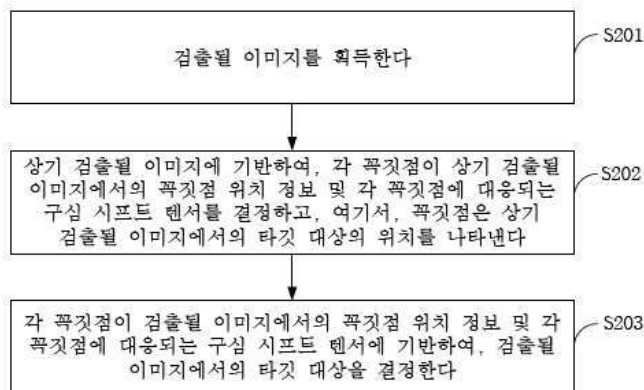 검출될 이미지를 획득한다
S201
상기 검출될 이미지에 기반하여, 각 꼭짓점이 상기 검출될
이미지에서의 꼭짓점 위치 정보 및 각 꼭짓점에 대응되는
구심 시프트 텐서를 결정하고, 여기서, 꼭짓점은 상기
검출될 이미지에서의 타깃 대상의 위치를 나타낸다
S202
각 꼭짓점이 검출될 이미지에서의 꼭짓점 위치 정보 및 각
꼭짓점에 대응되는 구심 시프트 텐서에 기반하여, 검출될
이미지에서의 타깃 대상을 결정한다
S203